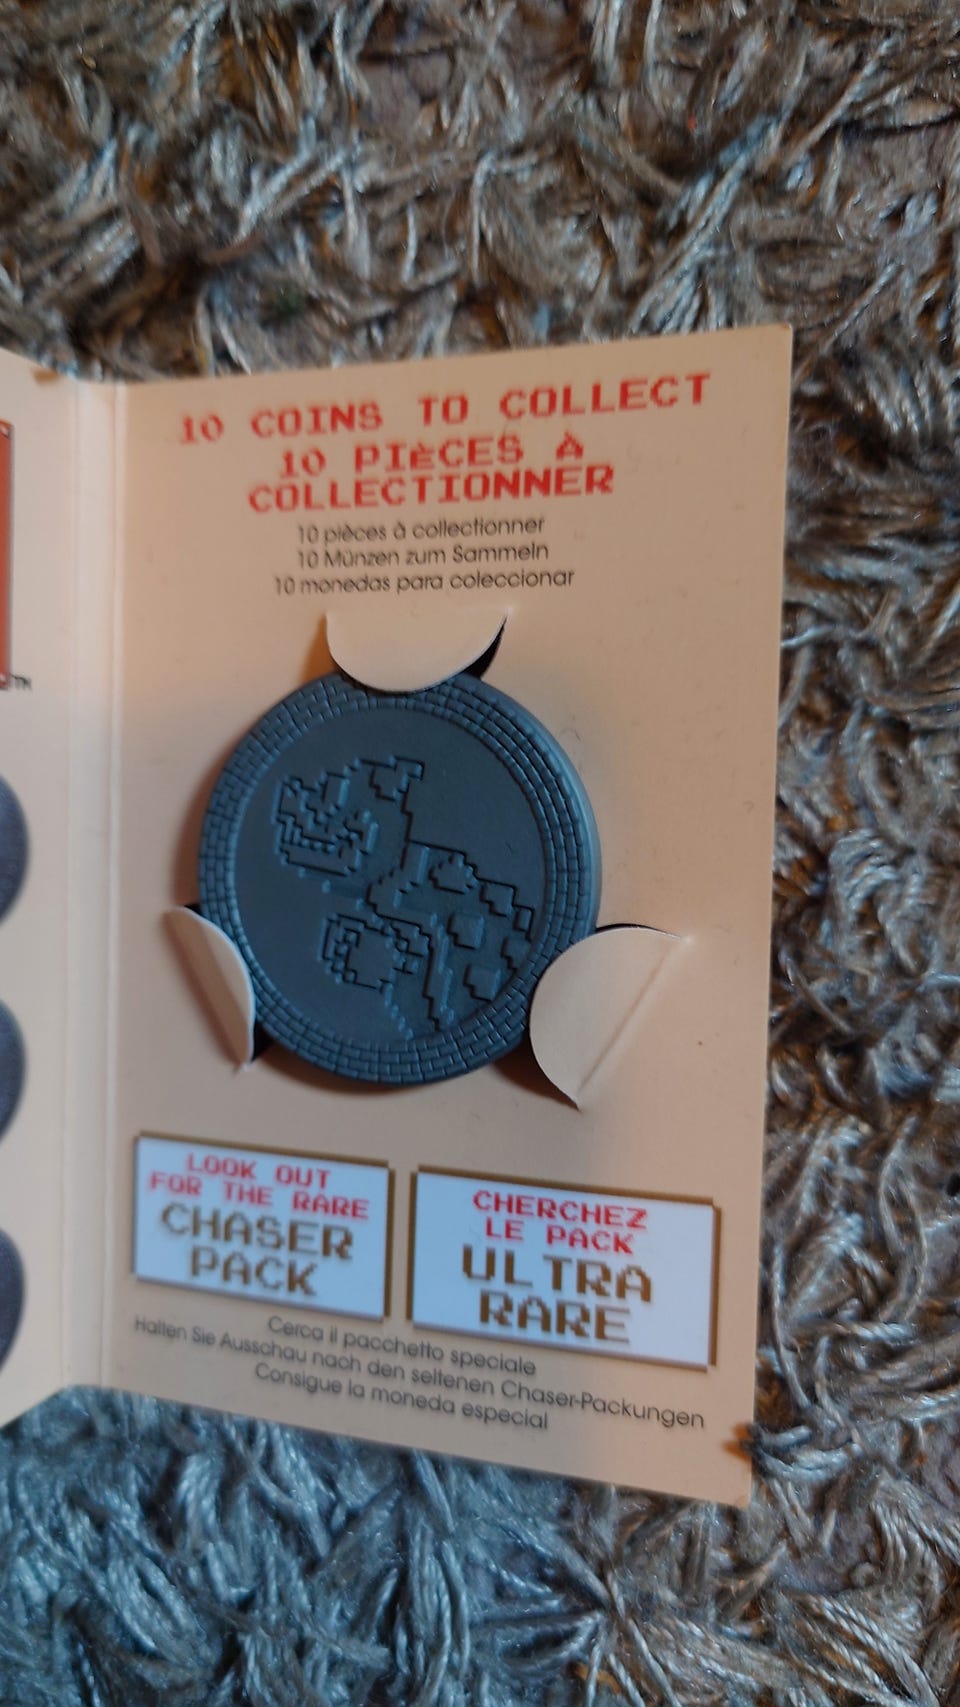 10 COINS TO COLLECT
10 PIÈCES À
COLLECTIONNER
10 pièces à collectionner
10 Münzen zum Sammeln
10 monedas para coleccionar
TM
LOOK OUT
FOR THE RARE
CHASER
PACK
CHERCHEZ
LE PACK
ULTRA
RARE
Cerca il pacchetto speciale
Halten Sie Ausschau nach den seltenen Chaser-Packungen
Consigue la moneda especial